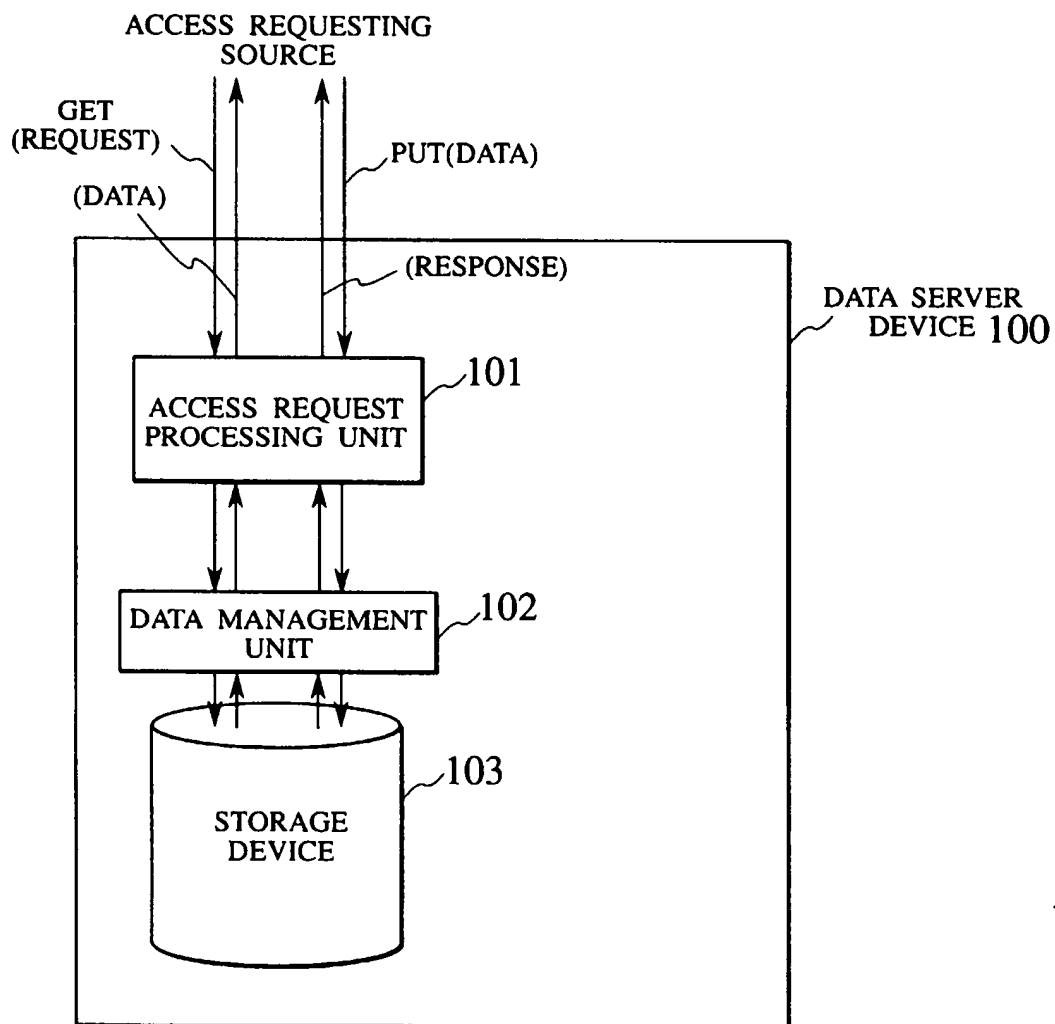 ACCESS REQUESTING
SOURCE
GET
(REQUEST)
PUT(DATA)
(DATA)
(RESPONSE)
DATA SERVER
DEVICE 100
101
ACCESS REQUEST
PROCESSING UNIT
102
DATA MANAGEMENT
UNIT
103
STORAGE
DEVICE